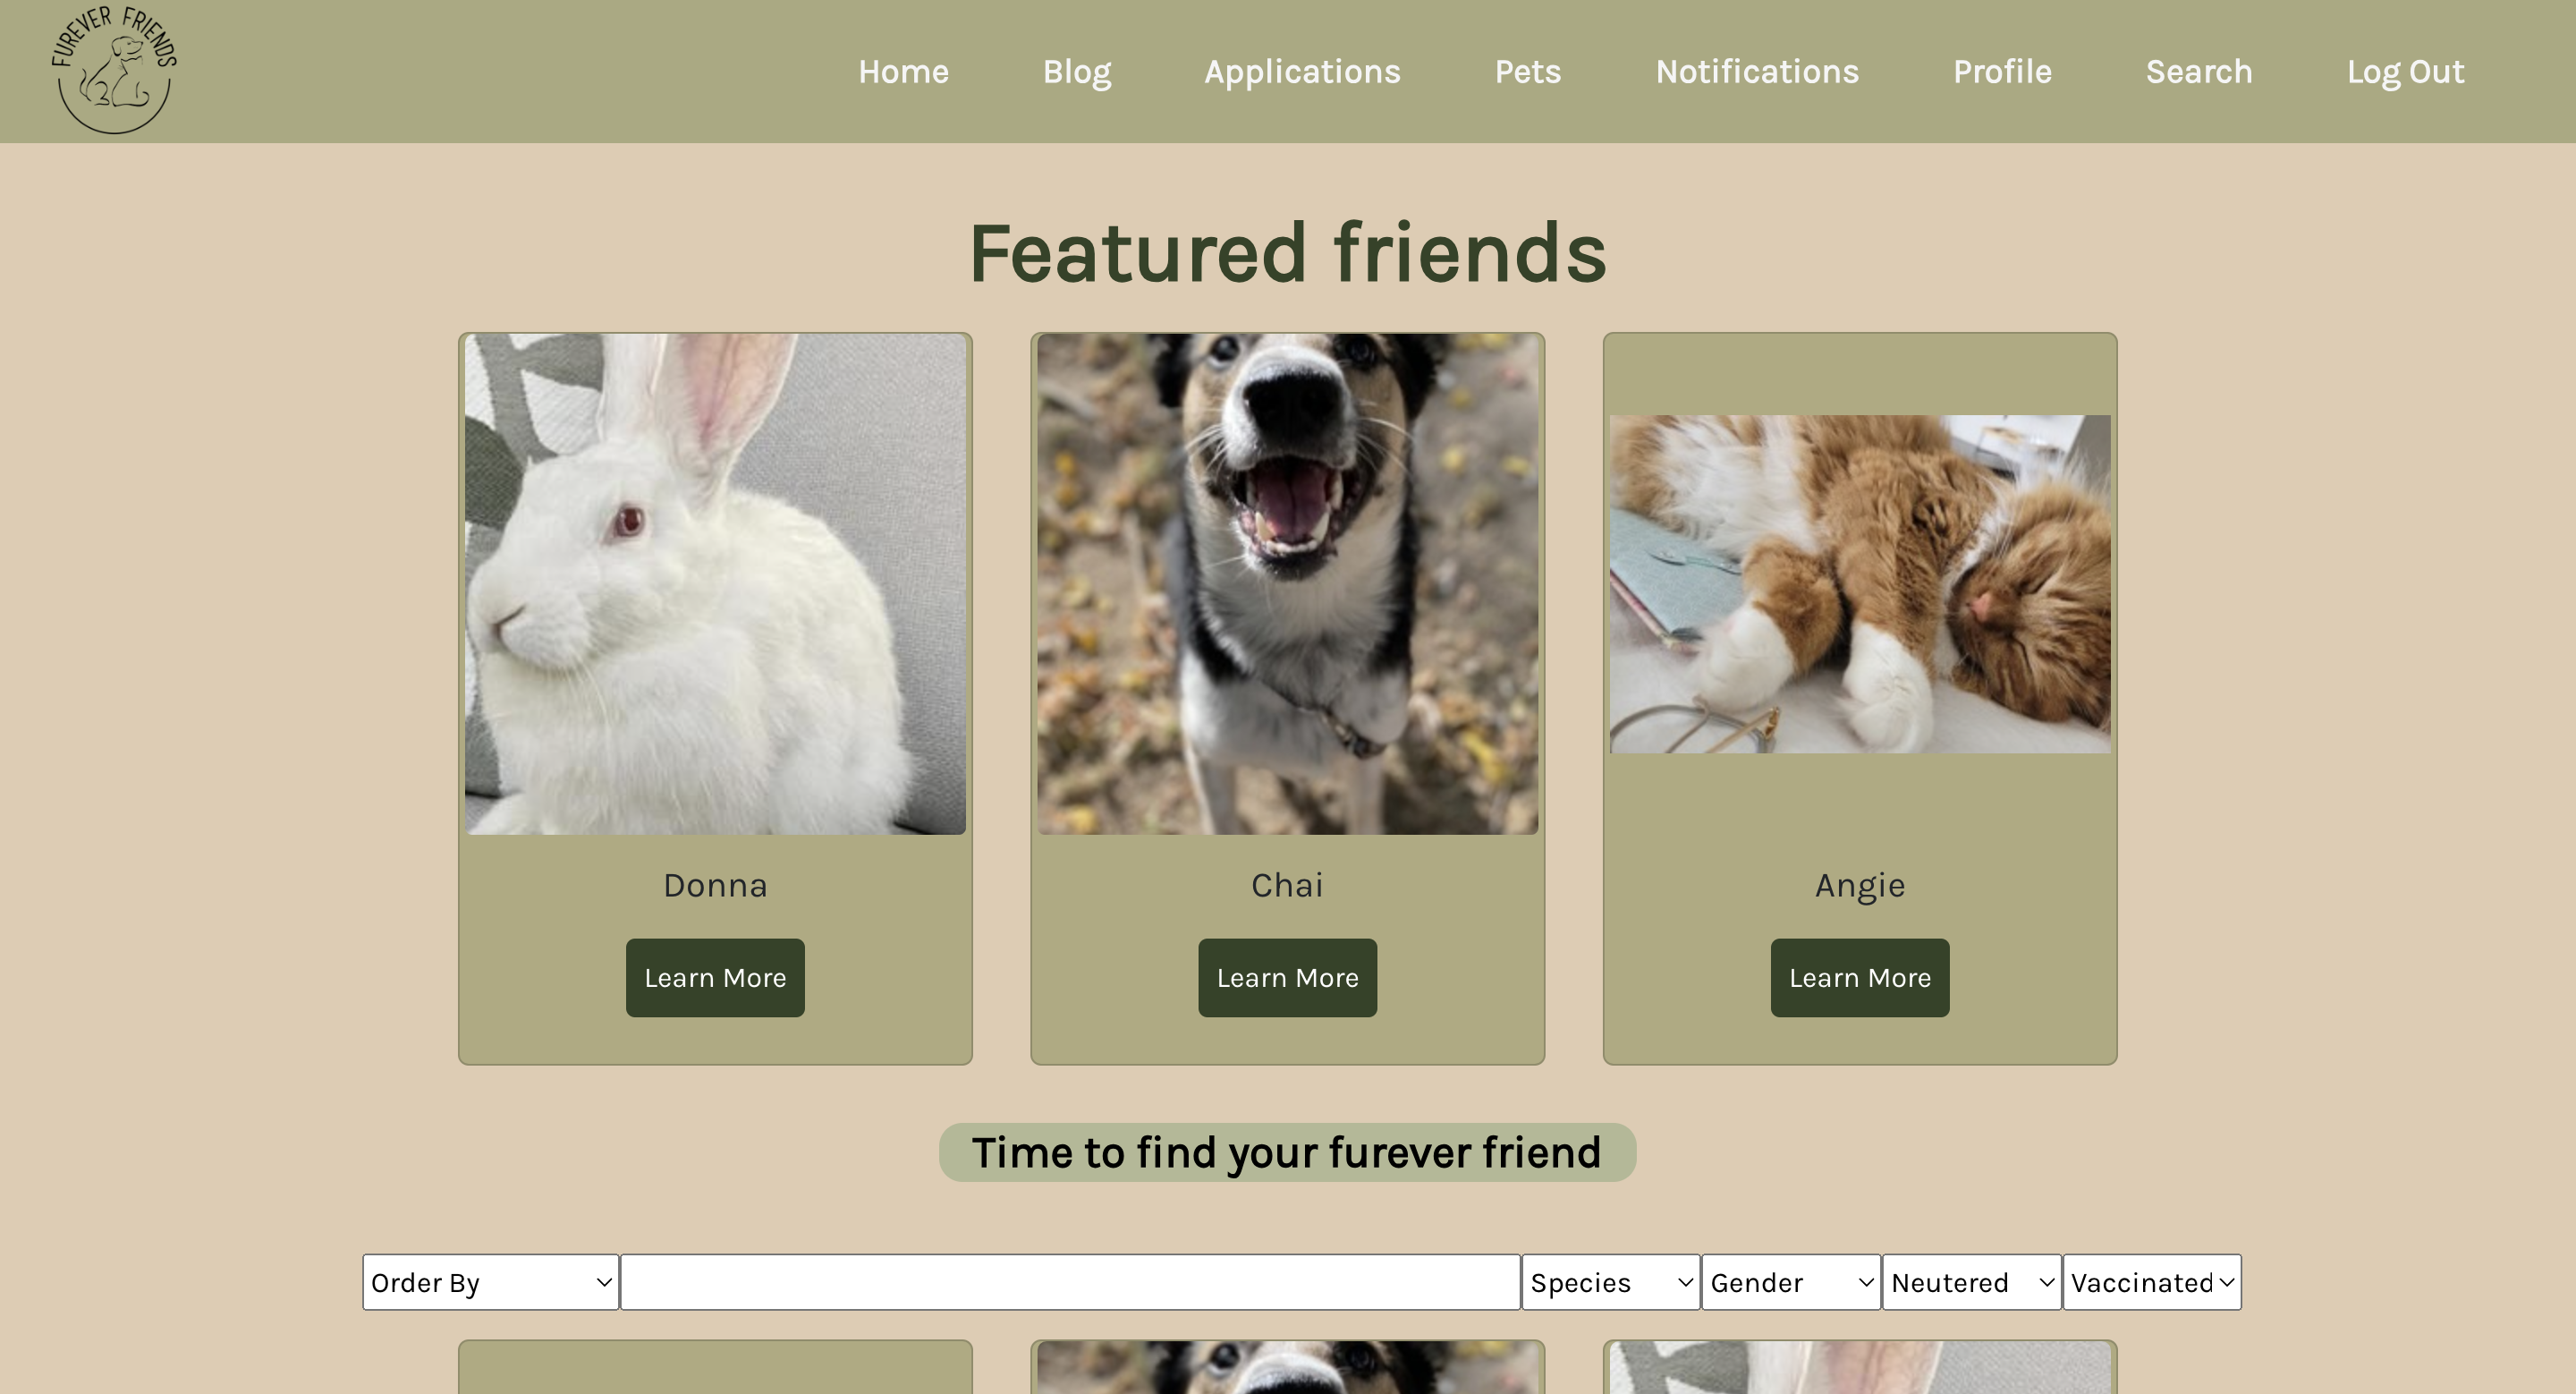 FUREVER FRIENDS
Home Blog Applications Pets Notifications Profile Search Log Out
Featured friends
Donna Chai Angie
Learn More Learn More Learn More
Time to find your furever friend
Order By Species Gender Neutered Vaccinated